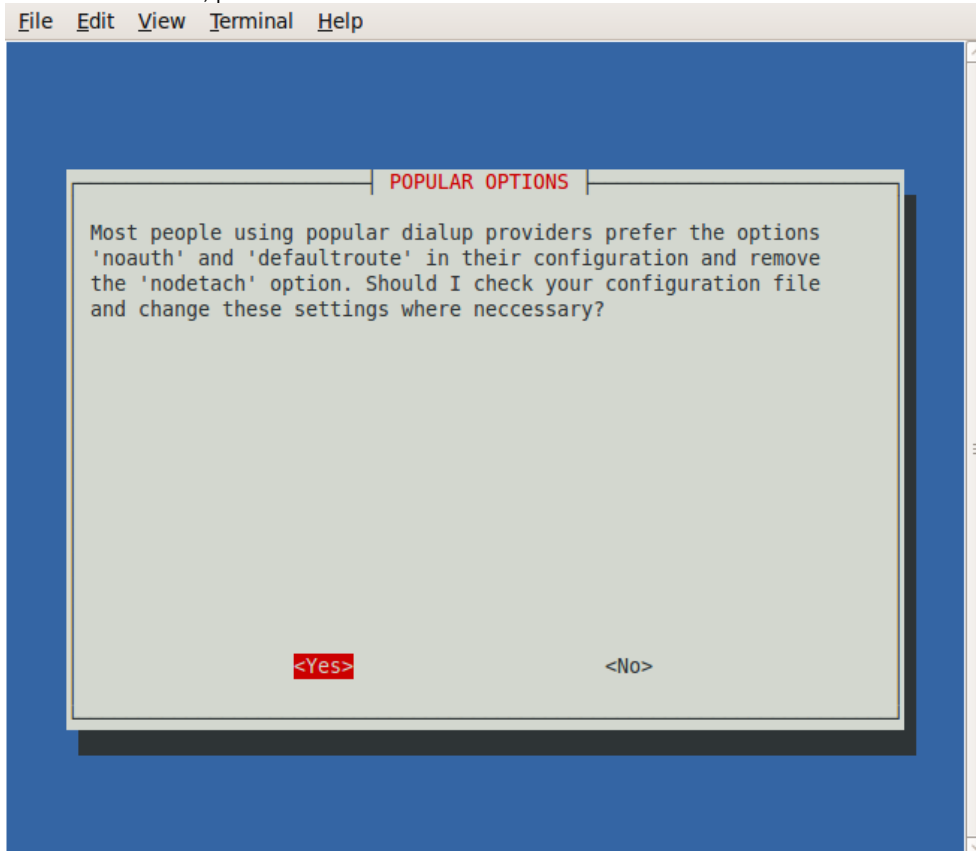 File Edit View Terminal Help
POPULAR OPTIONS
Most people using popular dialup providers prefer the options
'noauth' and 'defaultroute' in their configuration and remove
the 'nodetach' option. Should I check your configuration file
and change these settings where neccessary?
<Yes> <No>